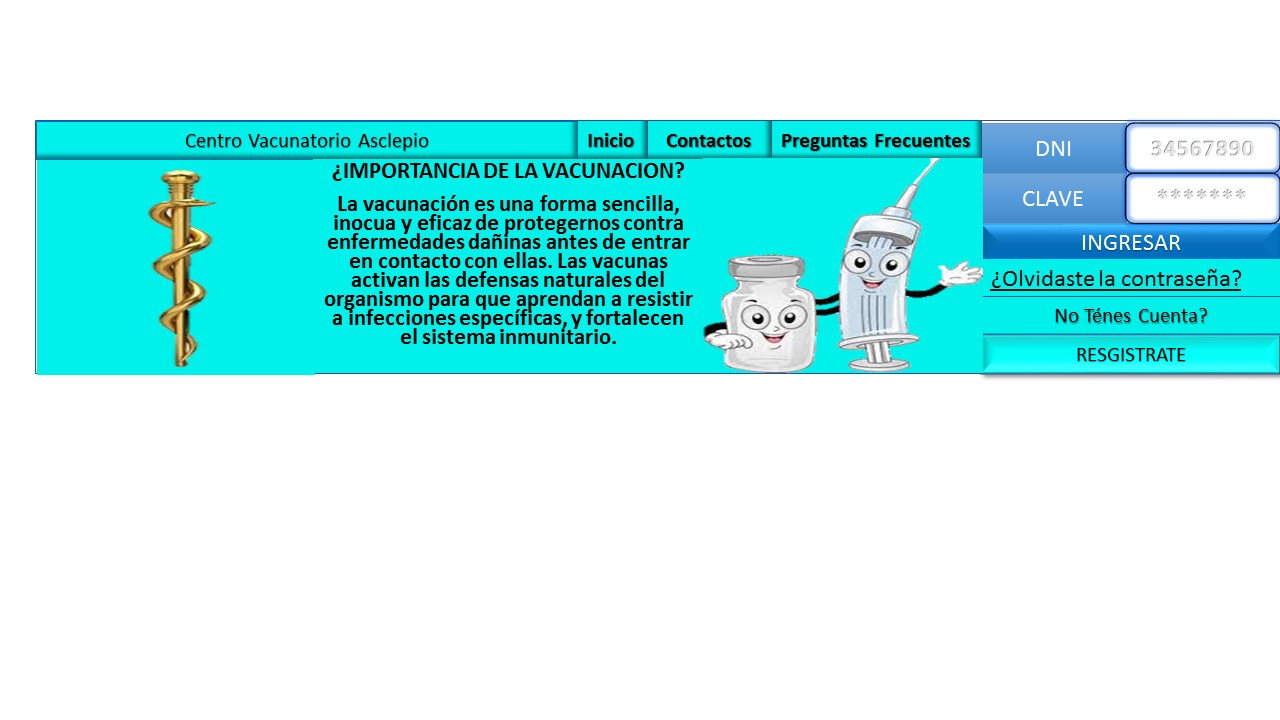 Centro Vacunatorio Asclepio
Inicio
Contactos
Preguntas Frecuentes
¿IMPORTANCIA DE LA VACUNACION?
La vacunación es una forma sencilla,
inocua y eficaz de protegernos contra
enfermedades dañinas antes de entrar
en contacto con ellas. Las vacunas
activan las defensas naturales del
organismo para que aprendan a resistir
a infecciones específicas, y fortalecen
el sistema inmunitario.
DNI
34567890
CLAVE
*******
INGRESAR
¿Olvidaste la contraseña?
No Ténes Cuenta?
RESGISTRATE